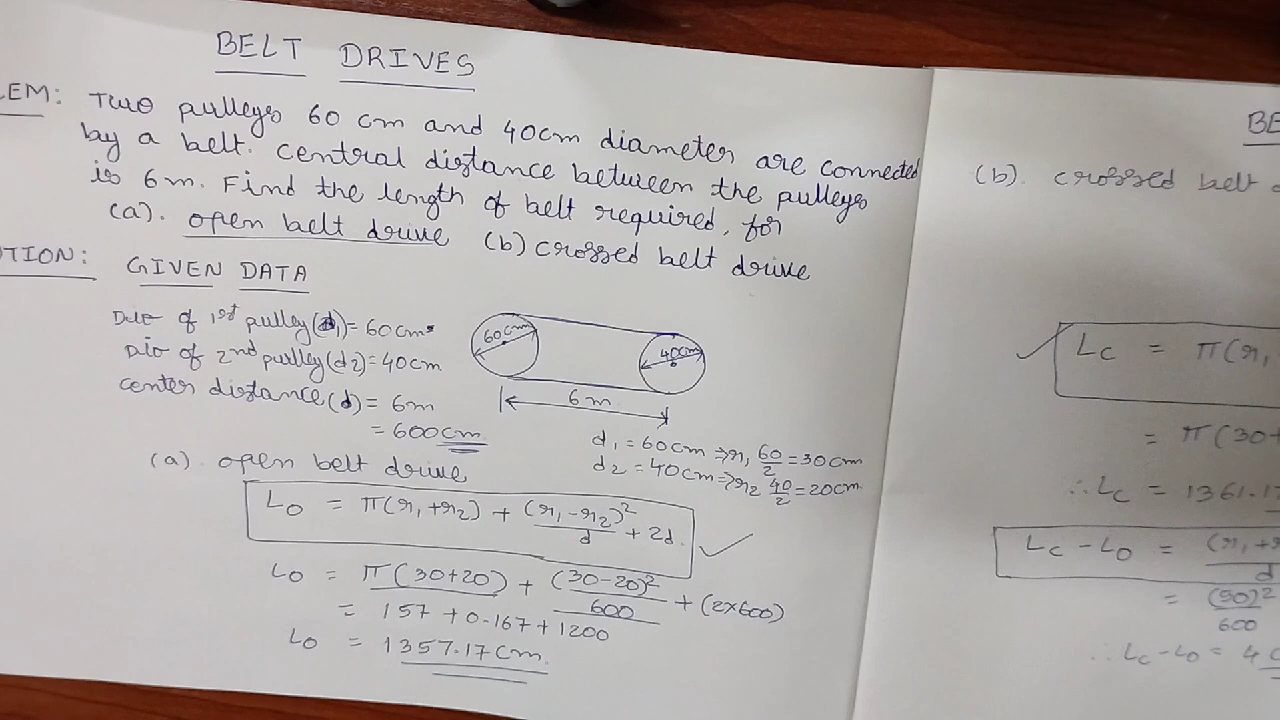 BELT DRIVES
LEM: Two pulleys 60 cm and 40cm diameter are connected
by a belt. central distance between the pulleys
is 6m. Find the length of belt required, for
(a). open belt drive (b) crossed belt drive
TION: GIVEN DATA
Dia of 1st pulley(d1)= 60cm
Dia of 2nd pulley(d2)=40cm
center distance(d) = 6m
= 600cm
60cm
40cm
6m
d1 = 60cm ⇒ r1 60/2 = 30cm
d2 = 40cm ⇒ r2 40/2 = 20cm
(a) open belt drive
Lo = π(r1+r2) + (r1-r2)²/d + 2d.
Lo = π(30+20) + (30-20)²/600 + (2×600)
= 157 + 0.167 + 1200
Lo = 1357.17cm.
BE
(b). crossed belt
Lc = π(r1
= π(30+
∴Lc = 1361.17
Lc-Lo = (r1+r/d
= (50)²/600
∴Lc-Lo = 4.